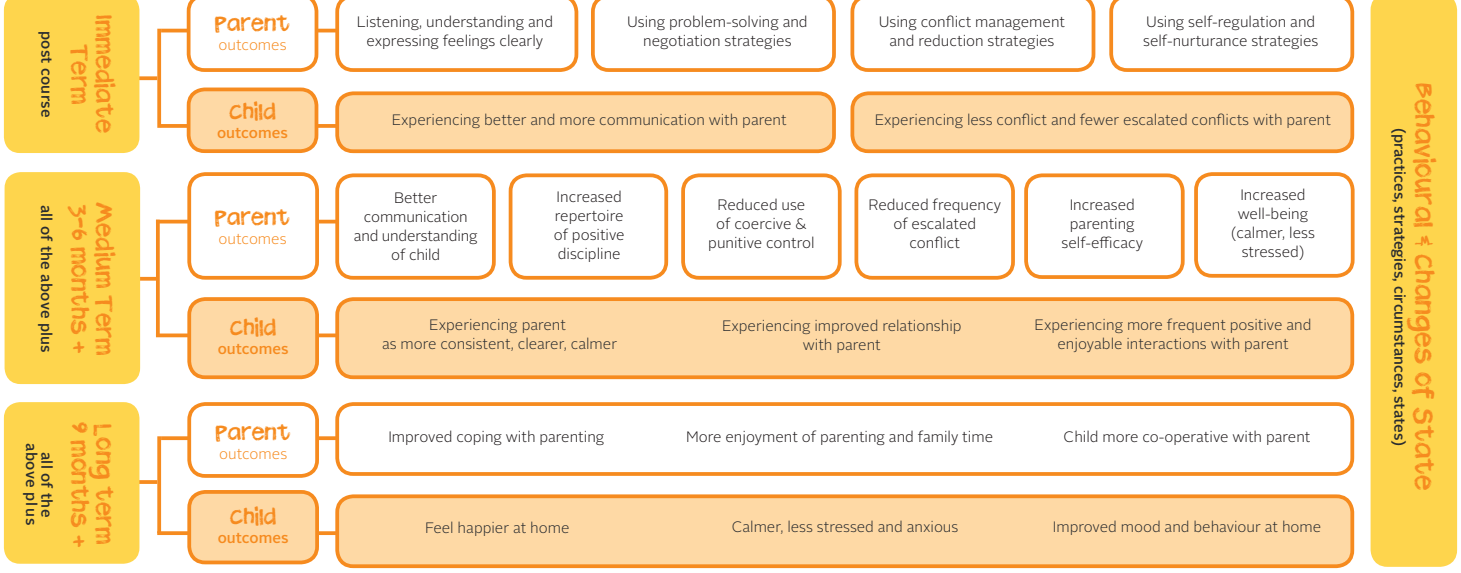 Immediate
Term
post course
Parent
outcomes
Listening, understanding and
expressing feelings clearly
Using problem-solving and
negotiation strategies
Using conflict management
and reduction strategies
Using self-regulation and
self-nurturance strategies
Child
outcomes
Experiencing better and more communication with parent
Experiencing less conflict and fewer escalated conflicts with parent
Medium Term
3-6 months +
all of the above plus
Parent
outcomes
Better
communication
and understanding
of child
Increased
repertoire
of positive
discipline
Reduced use
of coercive &
punitive control
Reduced frequency
of escalated
conflict
Increased
parenting
self-efficacy
Increased
well-being
(calmer, less
stressed)
Child
outcomes
Experiencing parent
as more consistent, clearer, calmer
Experiencing improved relationship
with parent
Experiencing more frequent positive and
enjoyable interactions with parent
Long term
9 months +
all of the
above plus
Parent
outcomes
Improved coping with parenting
More enjoyment of parenting and family time
Child more co-operative with parent
Child
outcomes
Feel happier at home
Calmer, less stressed and anxious
Improved mood and behaviour at home
Behavioural & Changes of State
(practices, strategies, circumstances, states)